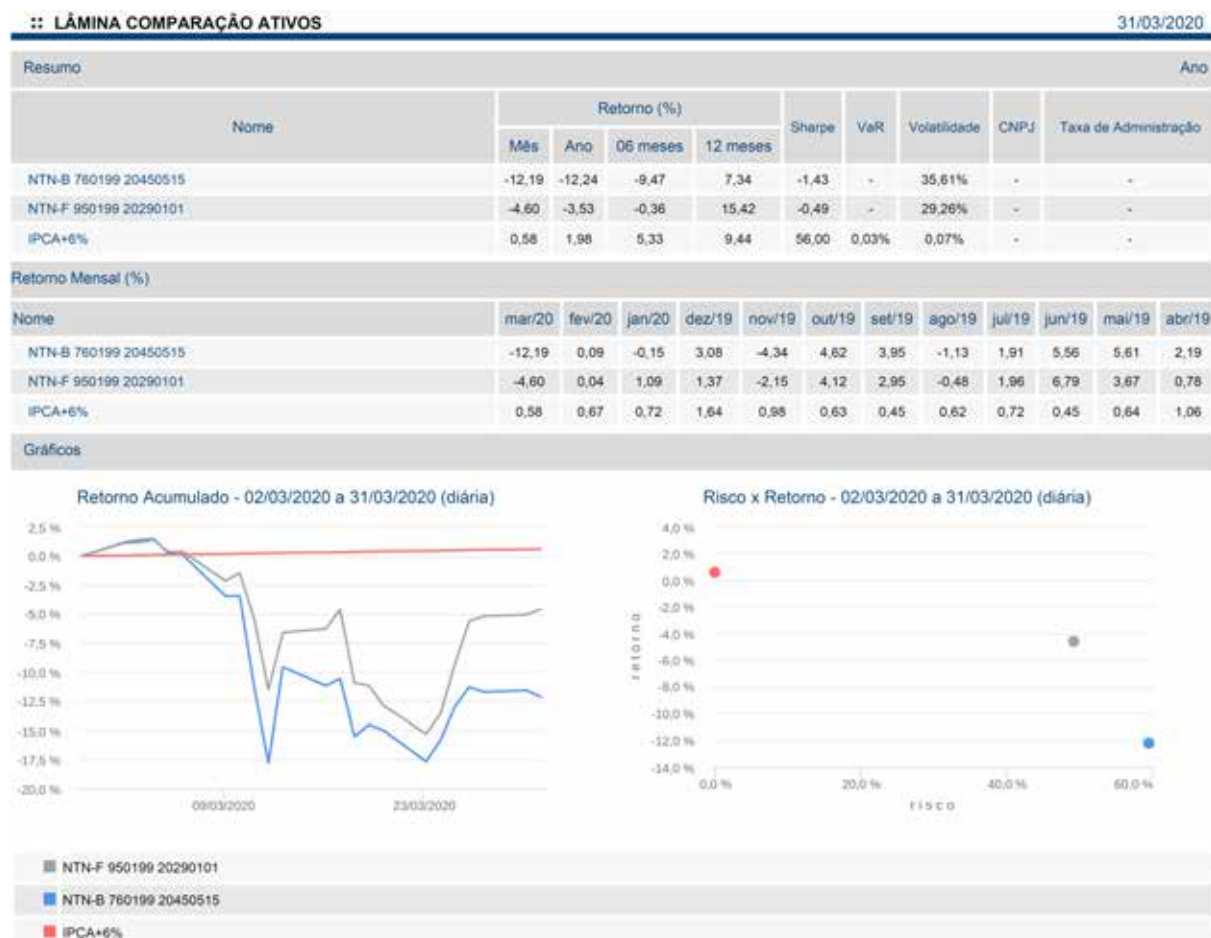 :: LÂMINA COMPARAÇÃO ATIVOS 31/03/2020
Resumo Ano
Nome Retorno (%) Sharpe VaR Volatilidade CNPJ Taxa de Administração
Mês Ano 06 meses 12 meses
NTN-B 760199 20450515 -12,19 -12,24 -9,47 7,34 -1,43 - 35,61% - -
NTN-F 950199 20290101 -4,60 -3,53 -0,36 15,42 -0,49 - 29,26% - -
IPCA+6% 0,58 1,98 5,33 9,44 56,00 0,03% 0,07% - -
Retorno Mensal (%)
Nome mar/20 fev/20 jan/20 dez/19 nov/19 out/19 set/19 ago/19 jul/19 jun/19 mai/19 abr/19
NTN-B 760199 20450515 -12,19 0,09 -0,15 3,08 -4,34 4,62 3,95 -1,13 1,91 5,56 5,61 2,19
NTN-F 950199 20290101 -4,60 0,04 1,09 1,37 -2,15 4,12 2,95 -0,48 1,96 6,79 3,67 0,78
IPCA+6% 0,58 0,67 0,72 1,64 0,98 0,63 0,45 0,62 0,72 0,45 0,64 1,06
Gráficos
Retorno Acumulado - 02/03/2020 a 31/03/2020 (diária)
2,5 %
0,0 %
-2,5 %
-5,0 %
-7,5 %
-10,0 %
-12,5 %
-15,0 %
-17,5 %
-20,0 %
09/03/2020 23/03/2020
Risco x Retorno - 02/03/2020 a 31/03/2020 (diária)
retorno
4,0 %
2,0 %
0,0 %
-2,0 %
-4,0 %
-6,0 %
-8,0 %
-10,0 %
-12,0 %
-14,0 %
0,0 % 20,0 % 40,0 % 60,0 %
risco
NTN-F 950199 20290101
NTN-B 760199 20450515
IPCA+6%